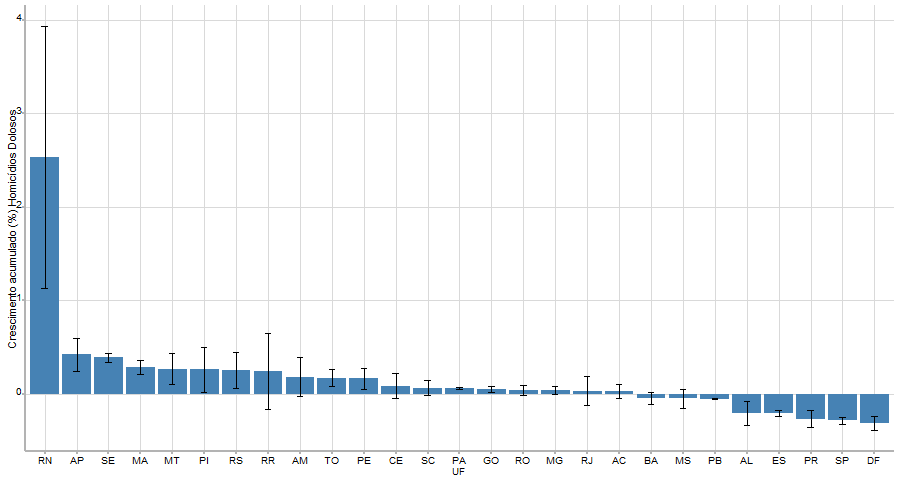 Crescimento acumulado (%) Homicídios Dolosos
4
3
2
1
0
RN AP SE MA MT PI RS RR AM TO PE CE SC PA GO RO MG RJ AC BA MS PB AL ES PR SP DF
UF